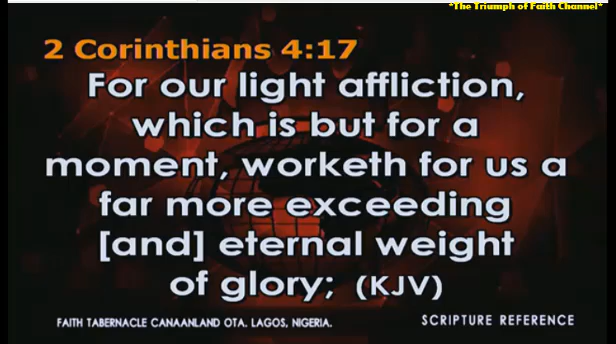 *The Triumph of Faith Channel*
2 Corinthians 4:17
For our light affliction,
which is but for a
moment, worketh for us a
far more exceeding
[and] eternal weight
of glory; (KJV)
FAITH TABERNACLE CANAANLAND OTA. LAGOS, NIGERIA.
SCRIPTURE REFERENCE